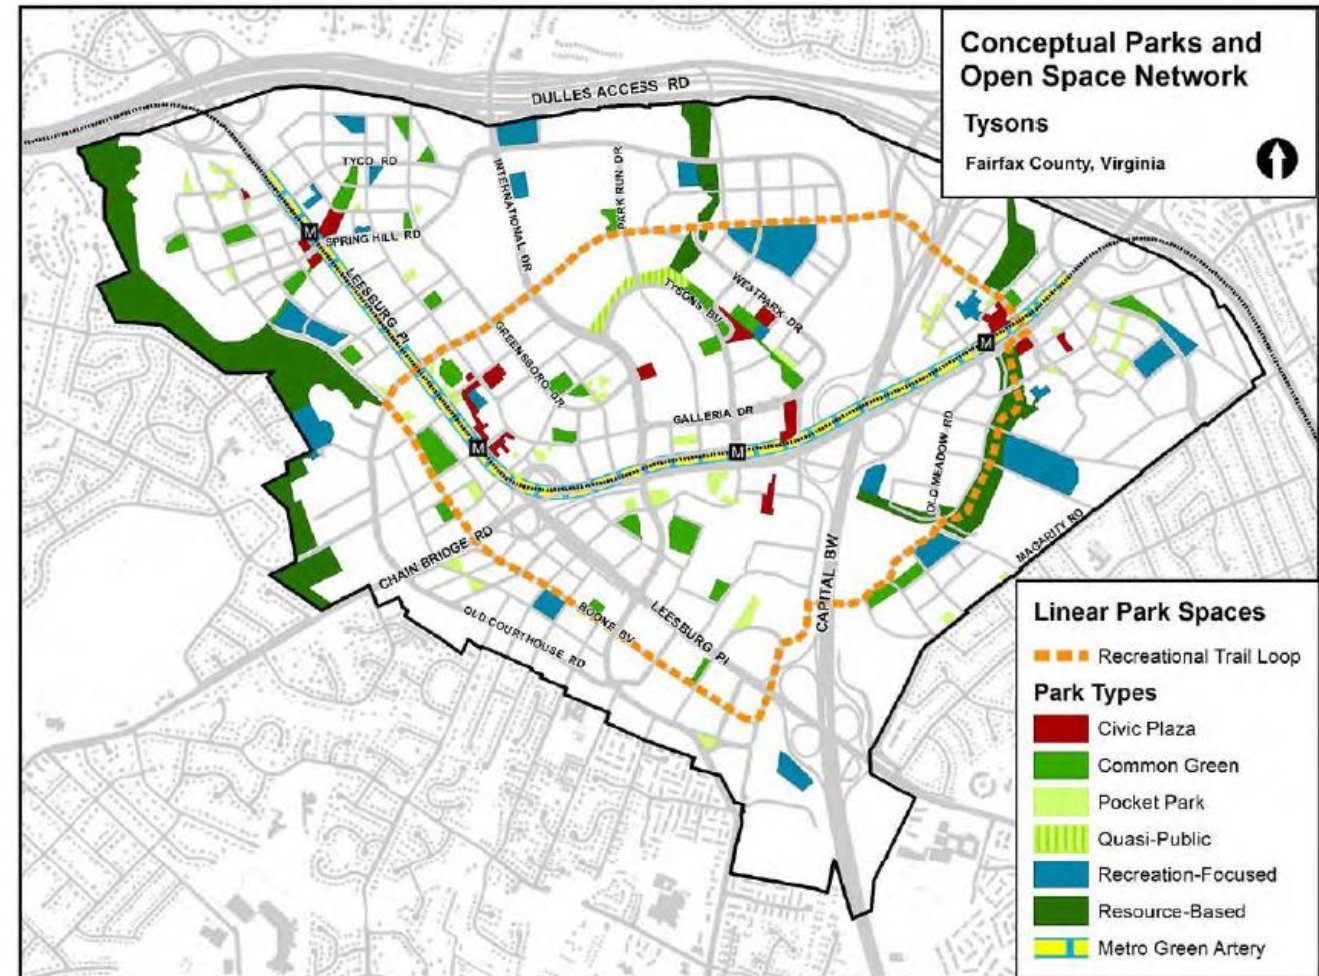 Conceptual Parks and
Open Space Network
Tysons
Fairfax County, Virginia
DULLES ACCESS RD
TYCO RD
INTERNATIONAL DR
PARK RUN DR
M
SPRING HILL RD
LEESBURG PI
WESTPARK DR
TYSONS BV
GREENSBORO DR
M
GALLERIA DR
M
M
OLD MEADOW RD
MAGARITY RD
CHAIN BRIDGE RD
CAPITAL BW
LEESBURG PI
BOONE BV
OLD COURTHOUSE RD
Linear Park Spaces
Recreational Trail Loop
Park Types
Civic Plaza
Common Green
Pocket Park
Quasi-Public
Recreation-Focused
Resource-Based
Metro Green Artery